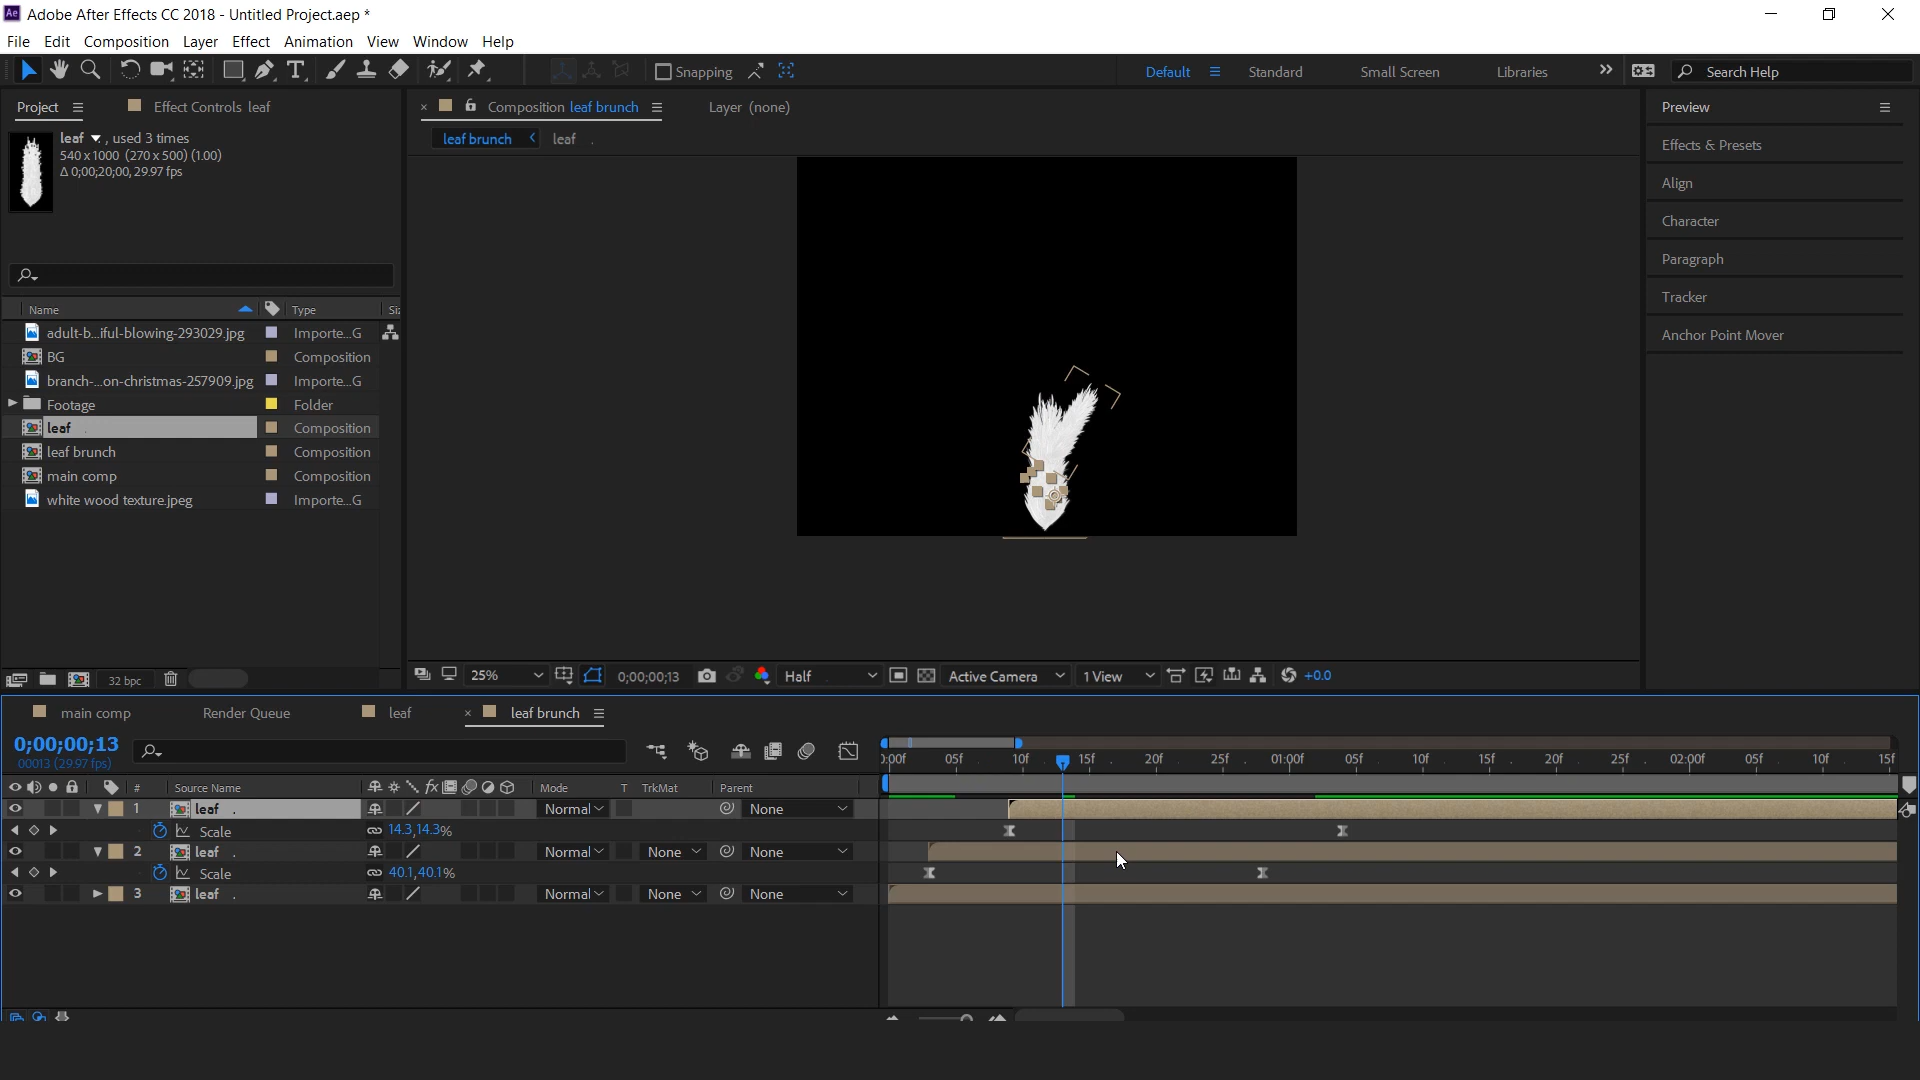 Ae Adobe After Effects CC 2018 - Untitled Project.aep *
File Edit Composition Layer Effect Animation View Window Help
Snapping Default Standard Small Screen Libraries Search Help
Project Effect Controls leaf
leaf , used 3 times
540 x 1000 (270 x 500) (1.00)
Δ 0;00;20;00, 29.97 fps
Name Type Siz
adult-b...iful-blowing-293029.jpg Importe...G
BG Composition
branch-...on-christmas-257909.jpg Importe...G
Footage Folder
leaf Composition
leaf brunch Composition
main comp Composition
white wood texture.jpeg Importe...G
32 bpc
× Composition leaf brunch Layer (none)
leaf brunch leaf
25% 0;00;00;13 Half Active Camera 1 View +0.0
Preview
Effects & Presets
Align
Character
Paragraph
Tracker
Anchor Point Mover
main comp Render Queue leaf × leaf brunch
0;00;00;13
00013 (29.97 fps)
# Source Name Mode T TrkMat Parent
1 leaf Normal None
Scale 14.3,14.3%
2 leaf Normal None None
Scale 40.1,40.1%
3 leaf Normal None None
):00f 05f 10f 15f 20f 25f 01:00f 05f 10f 15f 20f 25f 02:00f 05f 10f 15f